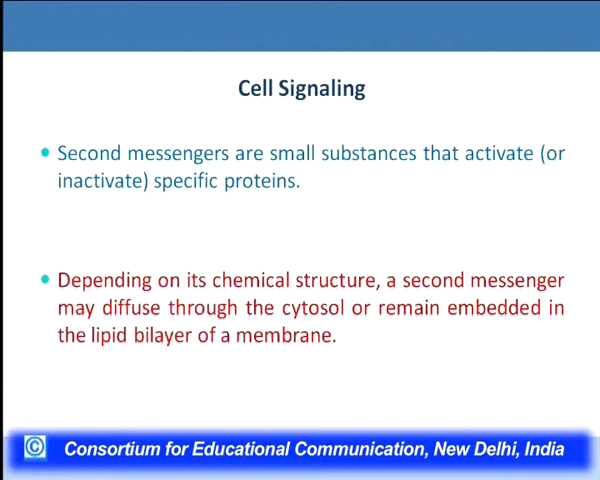 Cell Signaling
Second messengers are small substances that activate (or
inactivate) specific proteins.
Depending on its chemical structure, a second messenger
may diffuse through the cytosol or remain embedded in
the lipid bilayer of a membrane.
© Consortium for Educational Communication, New Delhi, India